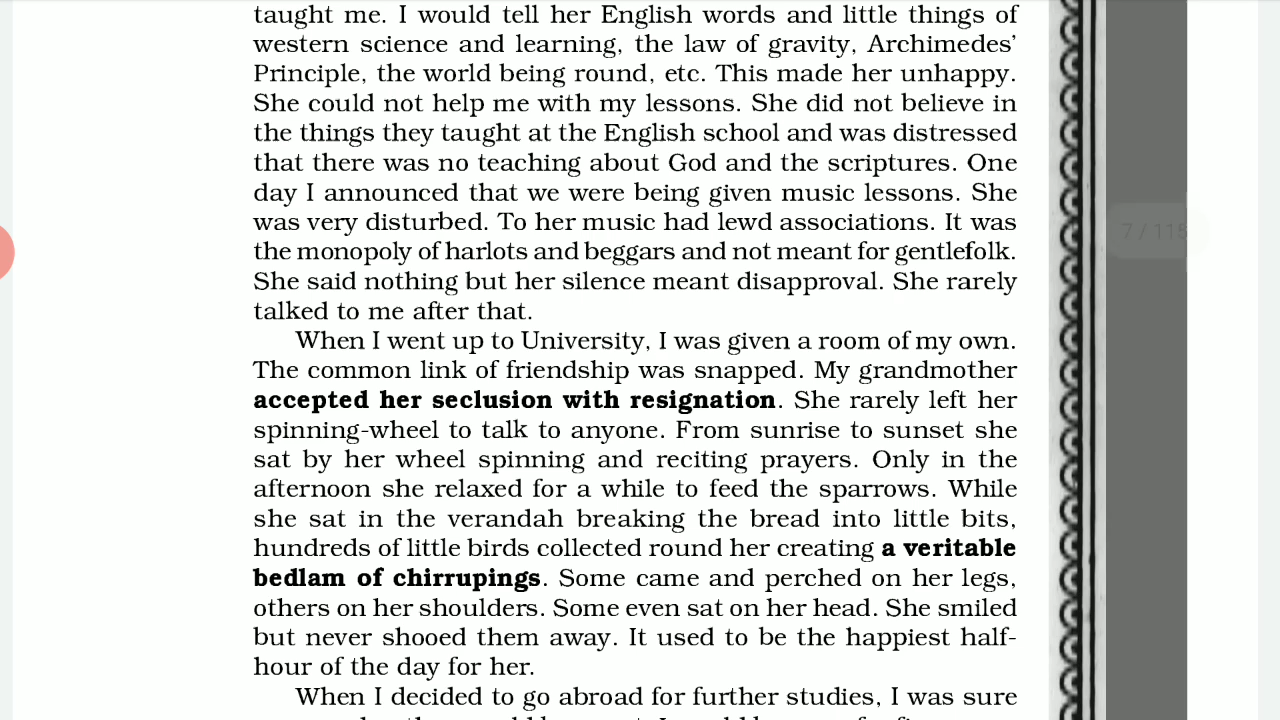 taught me. I would tell her English words and little things of
western science and learning, the law of gravity, Archimedes'
Principle, the world being round, etc. This made her unhappy.
She could not help me with my lessons. She did not believe in
the things they taught at the English school and was distressed
that there was no teaching about God and the scriptures. One
day I announced that we were being given music lessons. She
was very disturbed. To her music had lewd associations. It was
the monopoly of harlots and beggars and not meant for gentlefolk.
She said nothing but her silence meant disapproval. She rarely
talked to me after that.
When I went up to University, I was given a room of my own.
The common link of friendship was snapped. My grandmother
accepted her seclusion with resignation. She rarely left her
spinning-wheel to talk to anyone. From sunrise to sunset she
sat by her wheel spinning and reciting prayers. Only in the
afternoon she relaxed for a while to feed the sparrows. While
she sat in the verandah breaking the bread into little bits,
hundreds of little birds collected round her creating a veritable
bedlam of chirrupings. Some came and perched on her legs,
others on her shoulders. Some even sat on her head. She smiled
but never shooed them away. It used to be the happiest half-
hour of the day for her.
When I decided to go abroad for further studies, I was sure
7 / 115